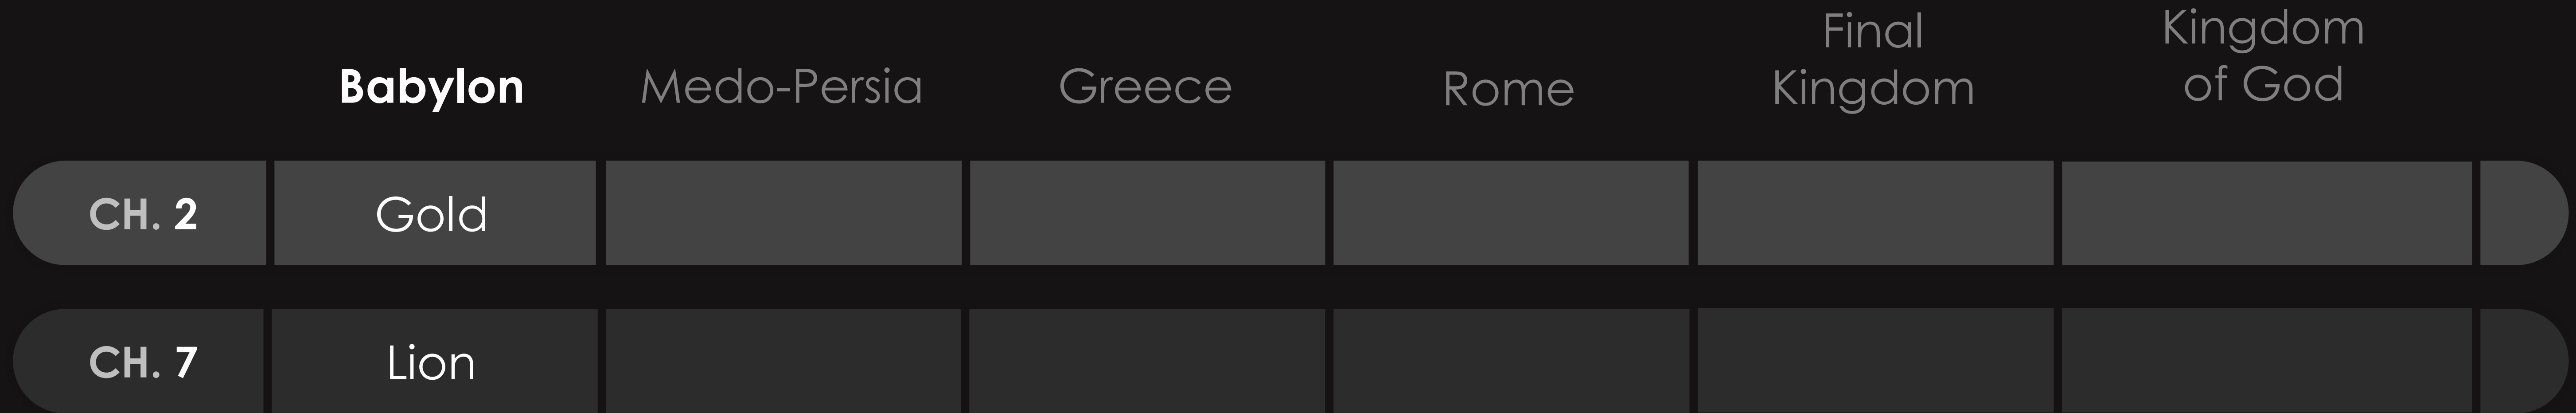 Babylon
Medo-Persia
Greece
Rome
Final
Kingdom
Kingdom
of God
CH. 2
Gold
CH. 7
Lion